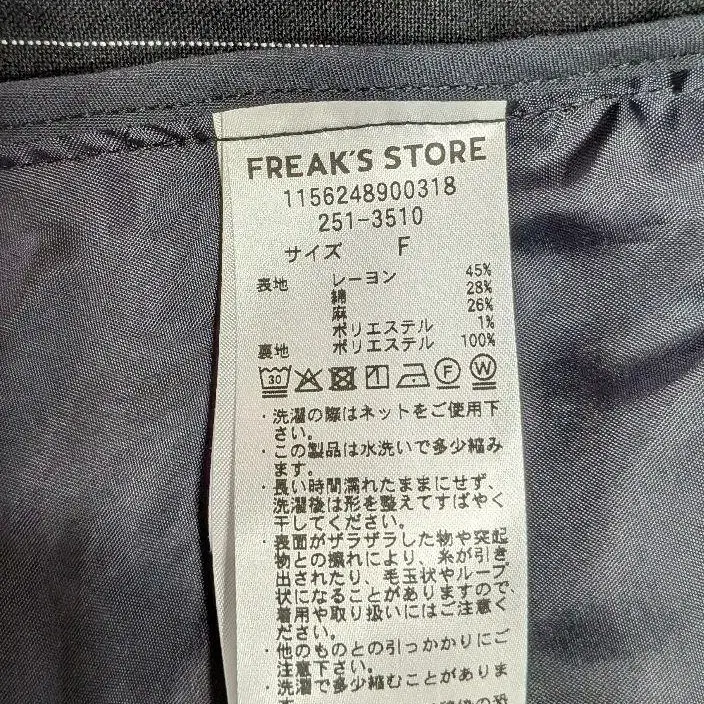 FREAK'S STORE
1156248900318
251-3510
サイズ F
表地 レーヨン 45%
綿 28%
麻 26%
ポリエステル 1%
裏地 ポリエステル 100%
30 F W
・洗濯の際はネットをご使用下
さい。
・この製品は水洗いで多少縮み
ます。
・長い時間濡れたままにせず、
洗濯後は形を整えてすばやく
干してください。
・表面がザラザラした物や突起
物との擦れにより、糸が引き
出されたり、毛玉状やループ
状になることがありますので、
着用や取り扱いにはご注意く
ださい。
・他のものとの引っかかりにご
注意下さい。
・洗濯で多少縮むことがありま
す。